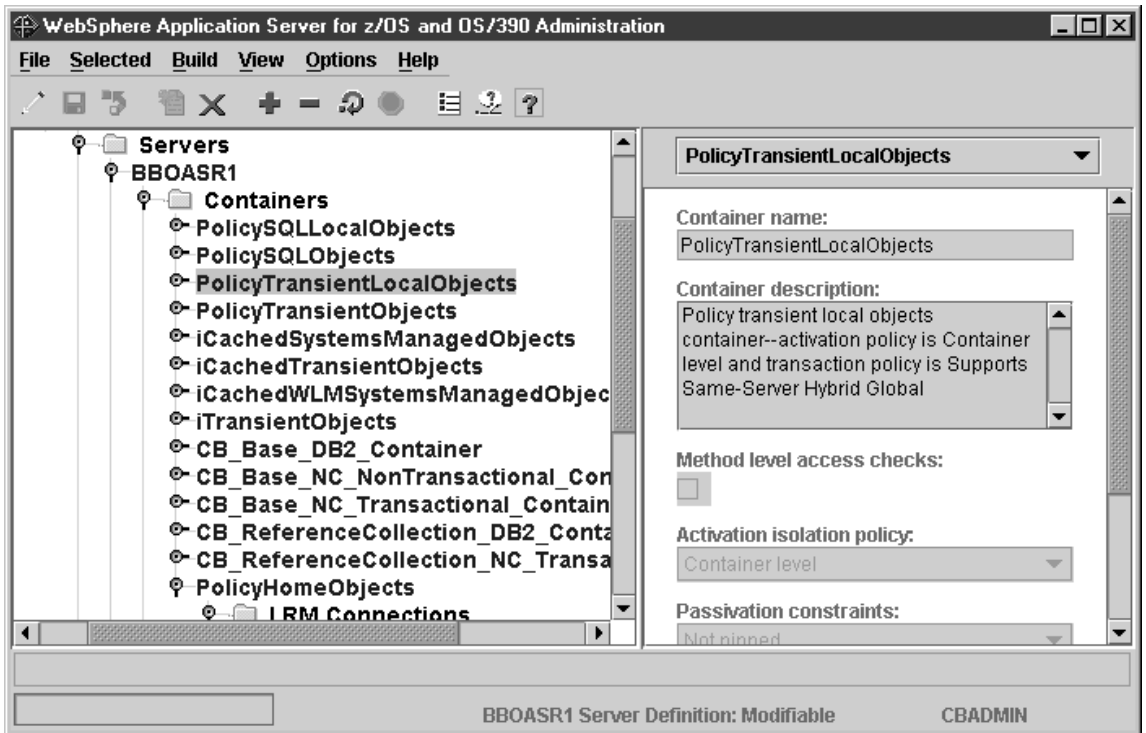 WebSphere Application Server for z/OS and OS/390 Administration
File Selected Build View Options Help
Servers
BBOASR1
Containers
PolicySQLLocalObjects
PolicySQLObjects
PolicyTransientLocalObjects
PolicyTransientObjects
iCachedSystemsManagedObjects
iCachedTransientObjects
iCachedWLMSystemsManagedObjec
iTransientObjects
CB_Base_DB2_Container
CB_Base_NC_NonTransactional_Con
CB_Base_NC_Transactional_Contain
CB_ReferenceCollection_DB2_Conta
CB_ReferenceCollection_NC_Transa
PolicyHomeObjects
LRM Connections
PolicyTransientLocalObjects
Container name:
PolicyTransientLocalObjects
Container description:
Policy transient local objects
container--activation policy is Container
level and transaction policy is Supports
Same-Server Hybrid Global
Method level access checks:
Activation isolation policy:
Container level
Passivation constraints:
Not pinned
BBOASR1 Server Definition: Modifiable CBADMIN